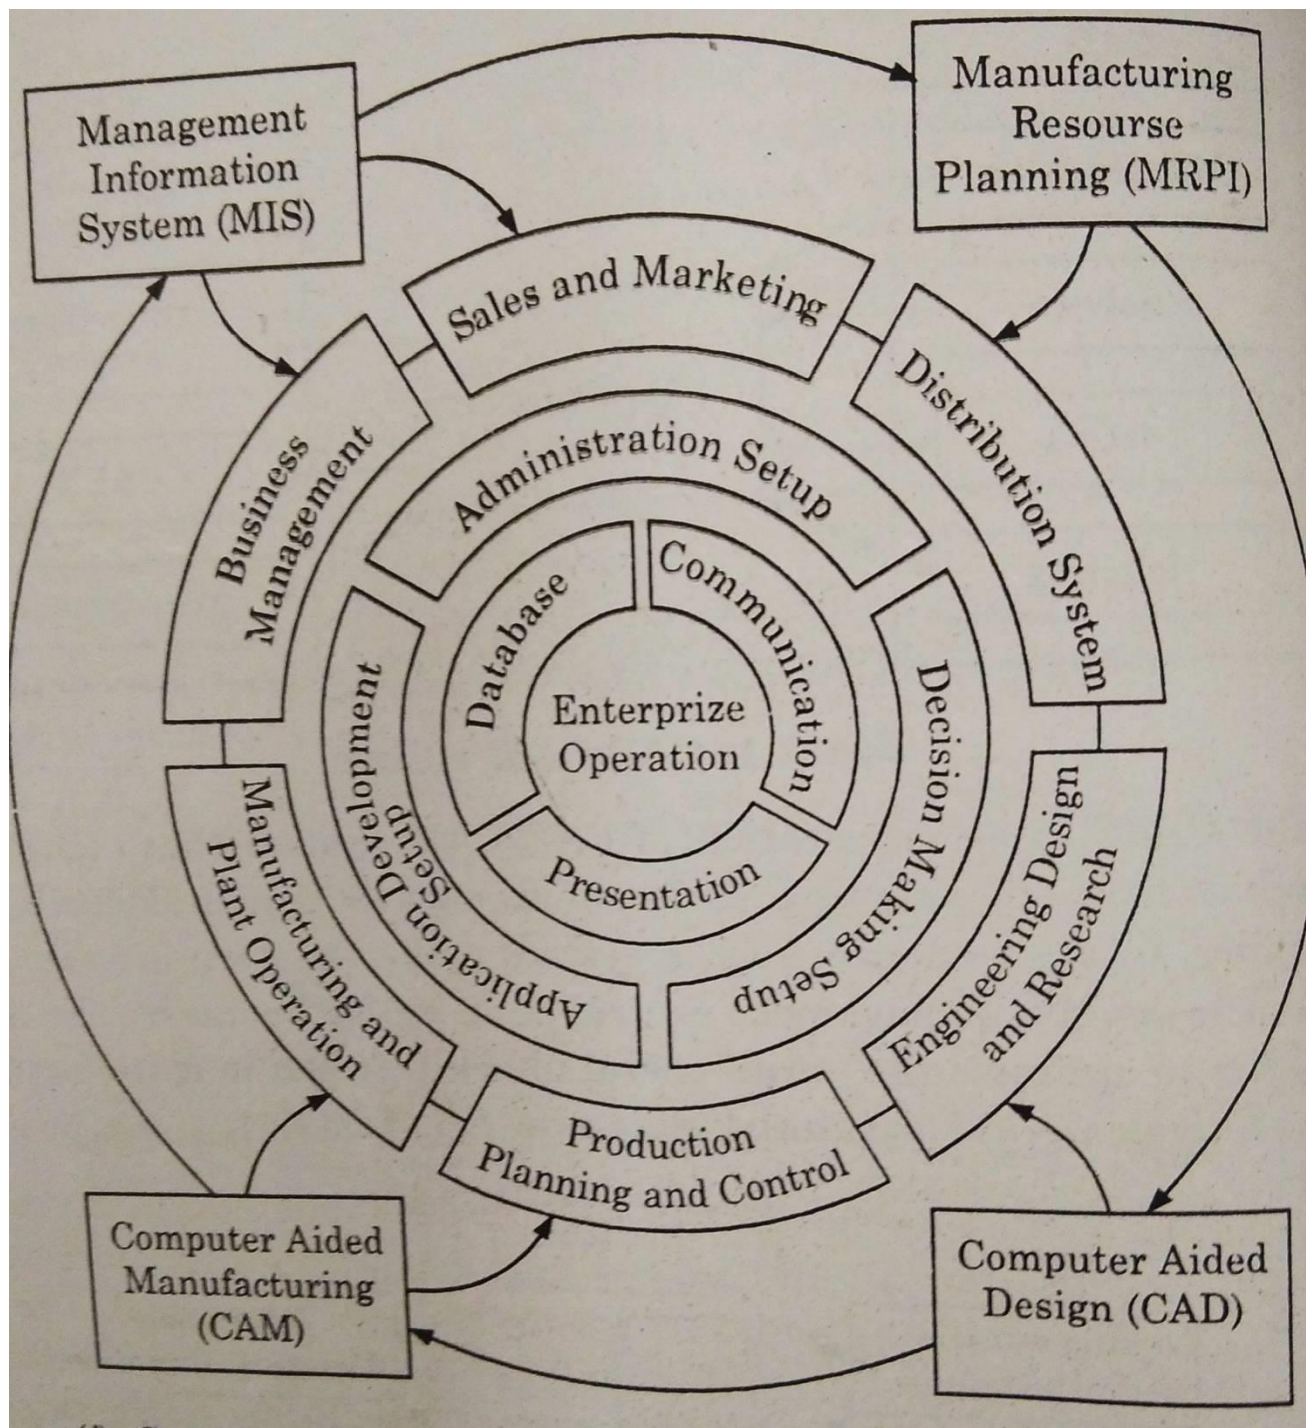 Management
Information
System (MIS)
Manufacturing
Resourse
Planning (MRPI)
Sales and Marketing
Distribution System
Business
Management
Administration Setup
Database
Communication
Enterprize
Operation
Presentation
Application Development
Setup
Decision Making Setup
Manufacturing and
Plant Operation
Engineering Design
and Research
Production
Planning and Control
Computer Aided
Manufacturing
(CAM)
Computer Aided
Design (CAD)